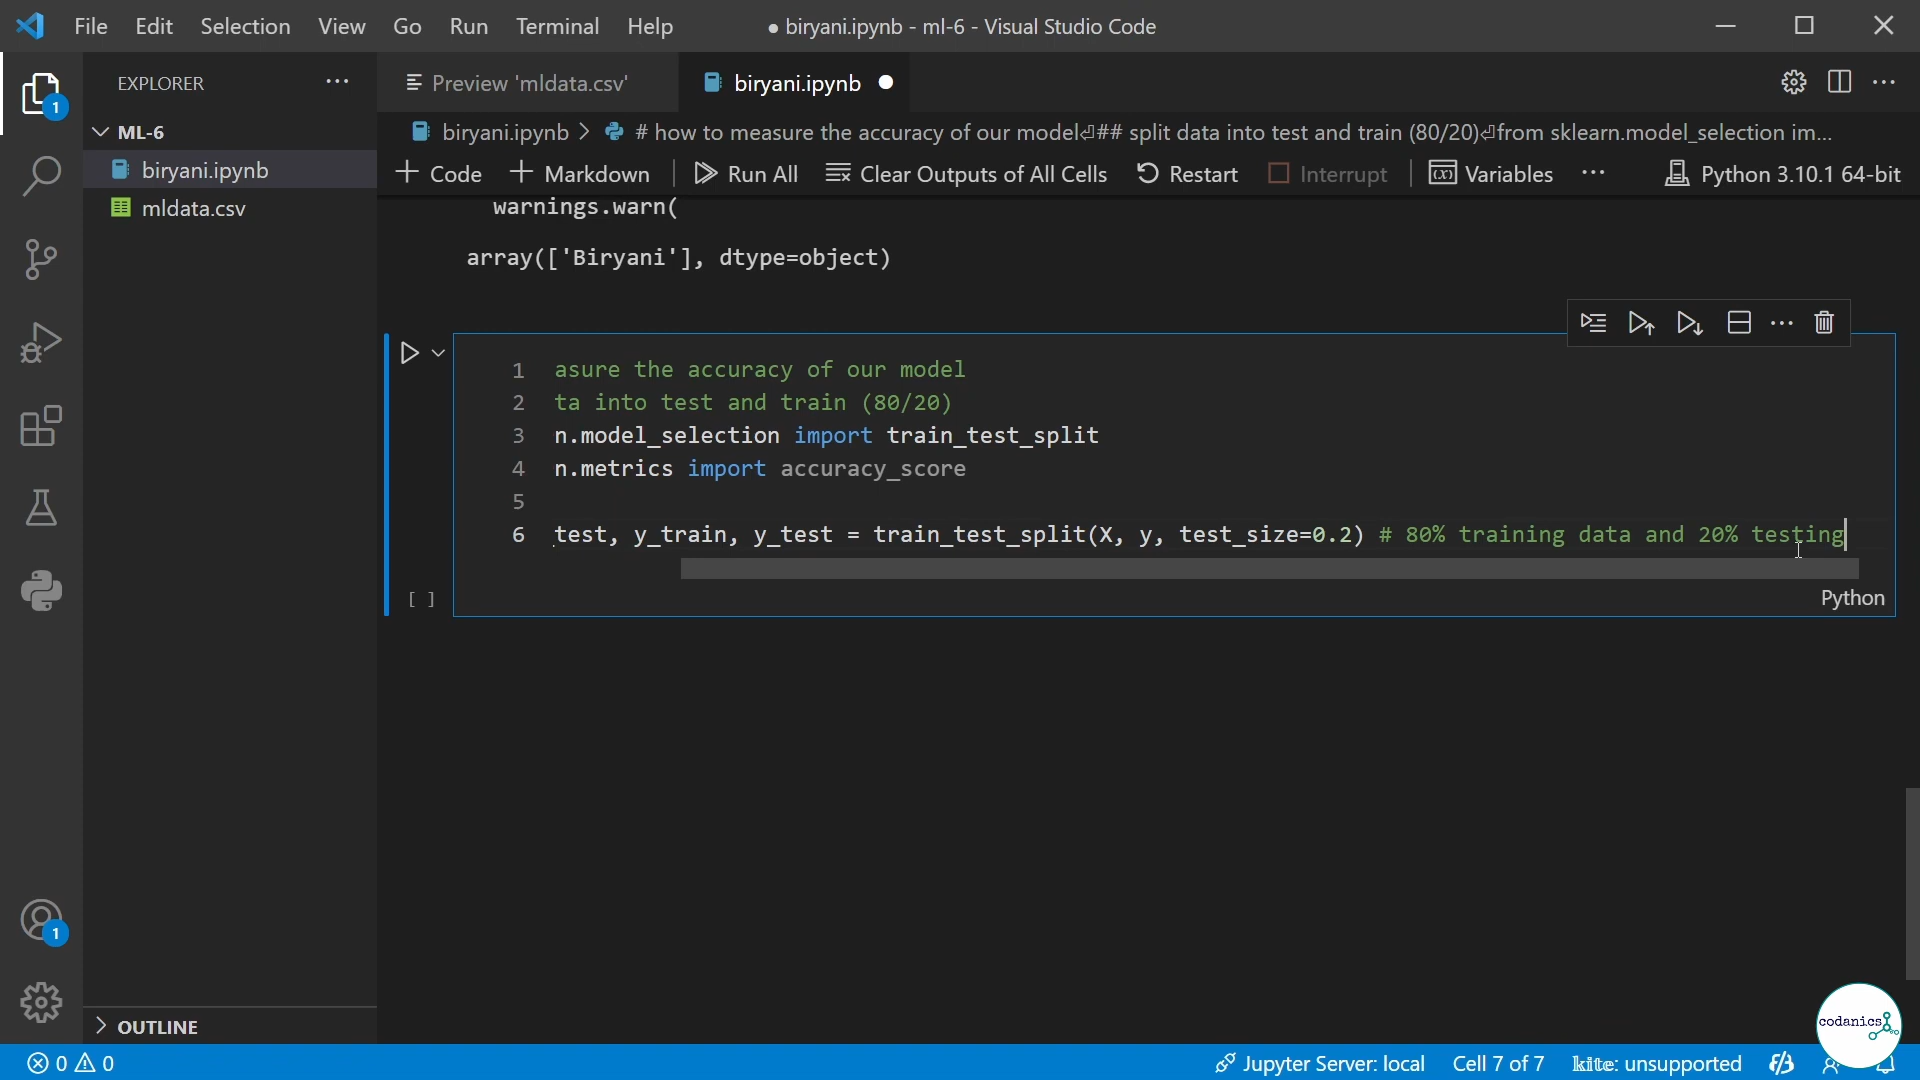 File Edit Selection View Go Run Terminal Help
● biryani.ipynb - ml-6 - Visual Studio Code
EXPLORER
Preview 'mldata.csv'
biryani.ipynb
ML-6
biryani.ipynb
mldata.csv
biryani.ipynb > # how to measure the accuracy of our model⏎## split data into test and train (80/20)⏎from sklearn.model_selection im...
+ Code + Markdown Run All Clear Outputs of All Cells Restart Interrupt Variables ... Python 3.10.1 64-bit
warnings.warn(
array(['Biryani'], dtype=object)
1 asure the accuracy of our model
2 ta into test and train (80/20)
3 n.model_selection import train_test_split
4 n.metrics import accuracy_score
5
6 test, y_train, y_test = train_test_split(X, y, test_size=0.2) # 80% training data and 20% testing
[ ]
Python
1
1
OUTLINE
codanics
0 0
Jupyter Server: local Cell 7 of 7 kite: unsupported